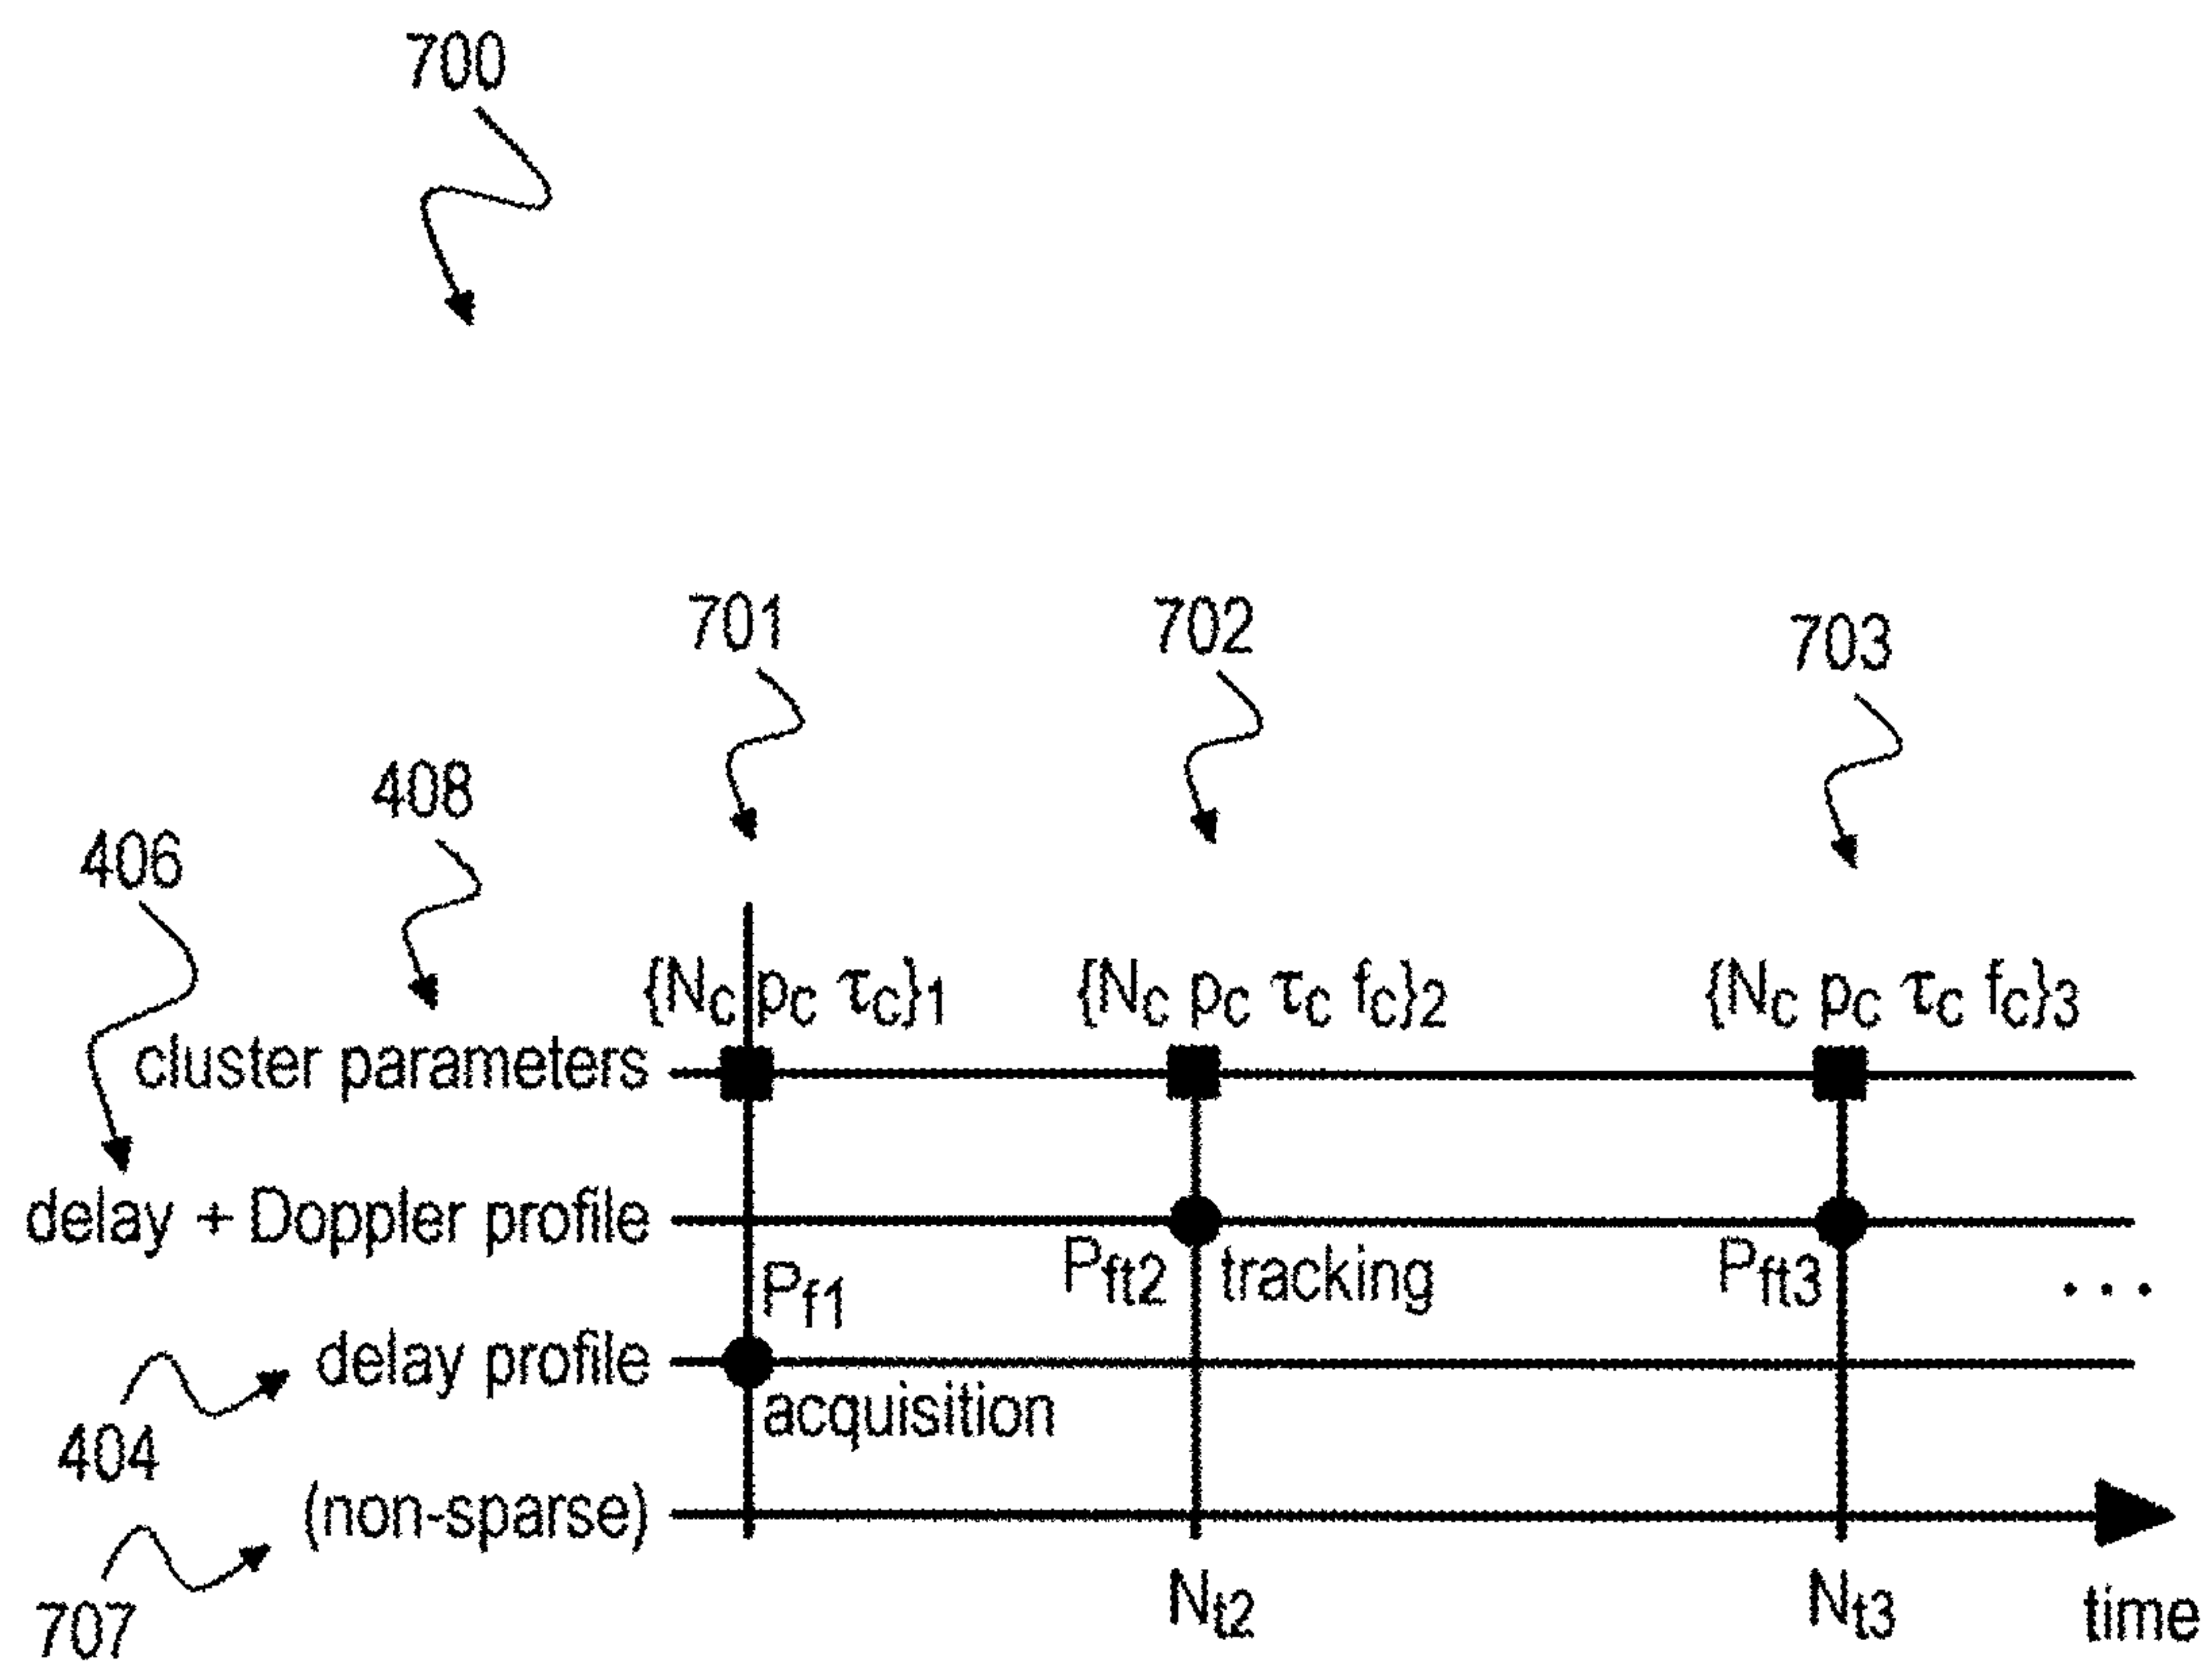 700
701
702
703
408
406
{Nc pc τc}1
{Nc pc τc fc}2
{Nc pc τc fc}3
cluster parameters
delay + Doppler profile
Pf1
Pft2
tracking
Pft3
...
delay profile
acquisition
404
(non-sparse)
707
Nt2
Nt3
time